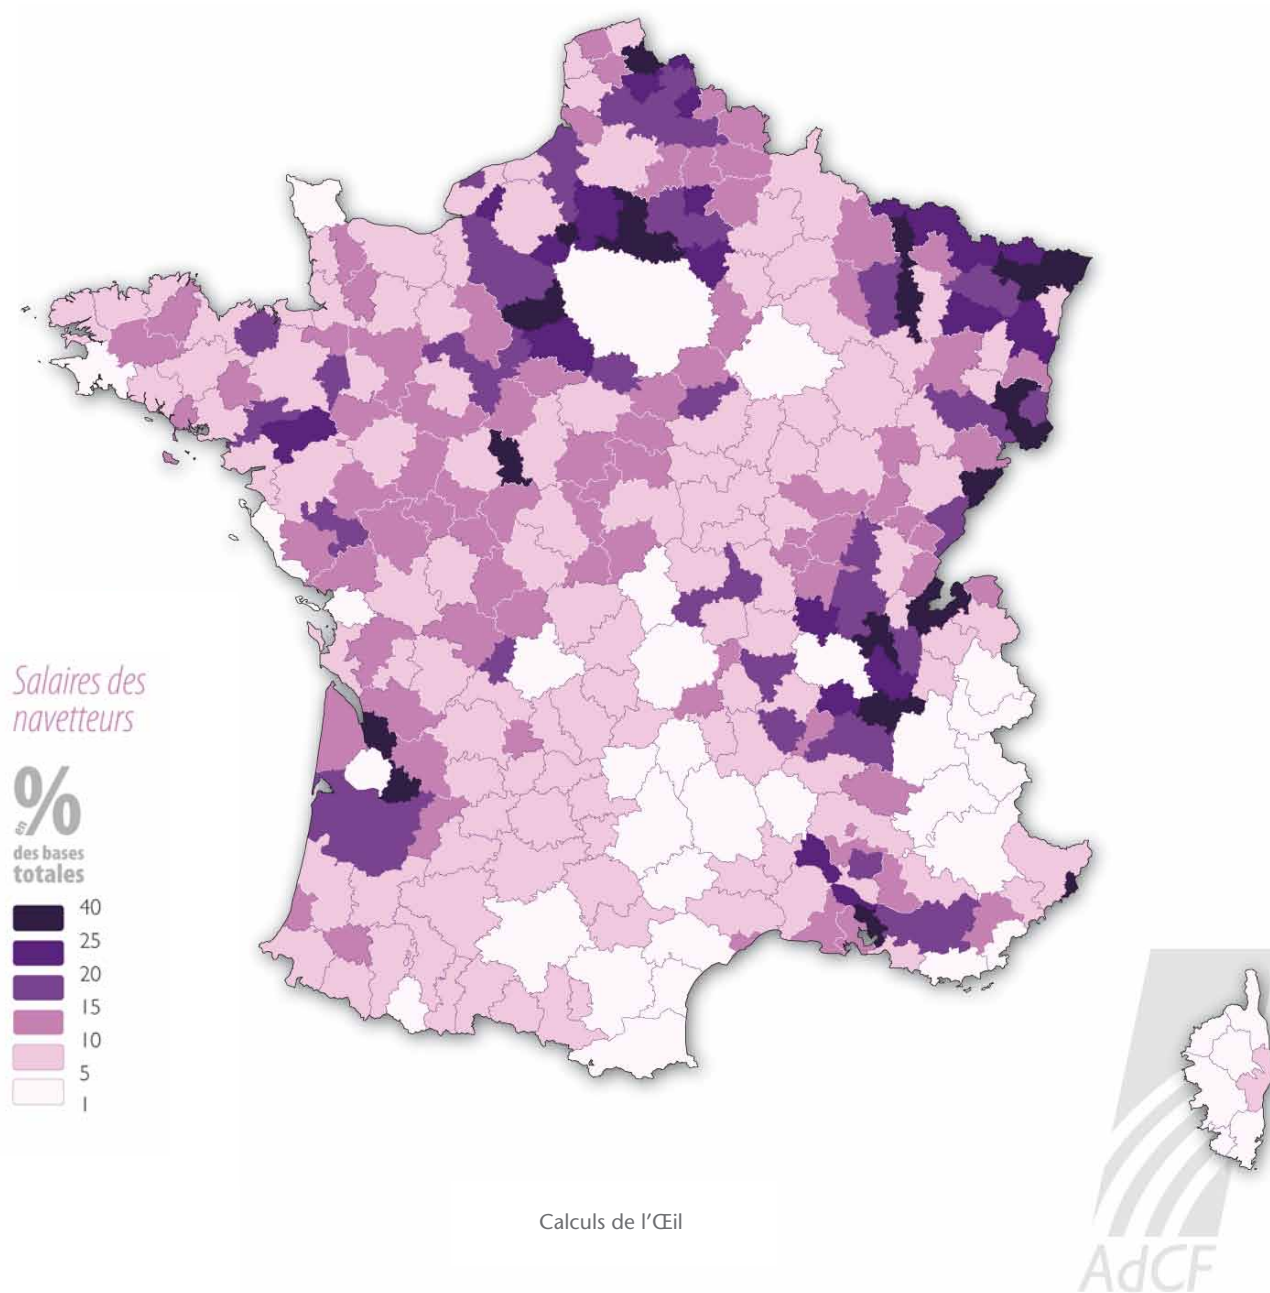 Salaires des
navetteurs
en
%
des bases
totales
40
25
20
15
10
5
1
Calculs de l'Œil
AdCF